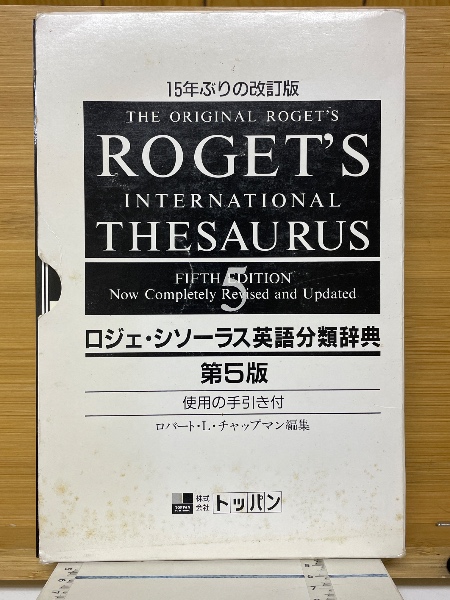 15年ぶりの改訂版
THE ORIGINAL ROGET'S
ROGET'S
INTERNATIONAL
THESAURUS
5
FIFTH EDITION
Now Completely Revised and Updated
ロジェ・シソーラス英語分類辞典
第5版
使用の手引き付
ロバート・L・チャップマン編集
TOPPAN
株式会社 トッパン